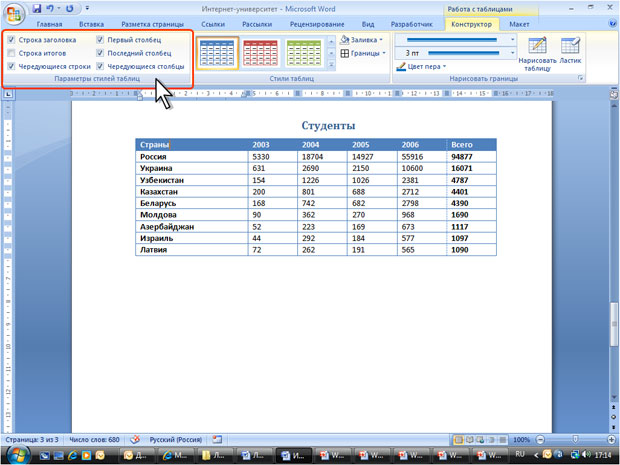 Интернет-университет - Microsoft Word
Работа с таблицами
Главная Вставка Разметка страницы Ссылки Рассылки Рецензирование Вид Разработчик Конструктор Макет
Строка заголовка Первый столбец
Строка итогов Последний столбец
Чередующиеся строки Чередующиеся столбцы
Параметры стилей таблиц
Заливка
Границы
Стили таблиц
3 пт
Цвет пера
Нарисовать таблицу
Ластик
Нарисовать границы
Студенты
Страны 2003 2004 2005 2006 Всего
Россия 5330 18704 14927 55916 94877
Украина 631 2690 2150 10600 16071
Узбекистан 154 1226 1026 2381 4787
Казахстан 200 801 688 2712 4401
Беларусь 168 742 682 2798 4390
Молдова 90 362 270 968 1690
Азербайджан 52 223 169 673 1117
Израиль 44 292 184 577 1097
Латвия 72 262 191 565 1090
Страница: 3 из 3 Число слов: 680 Русский (Россия) 100%
Д... М... Л... Л... И... W... W... W... W... W... RU 17:14